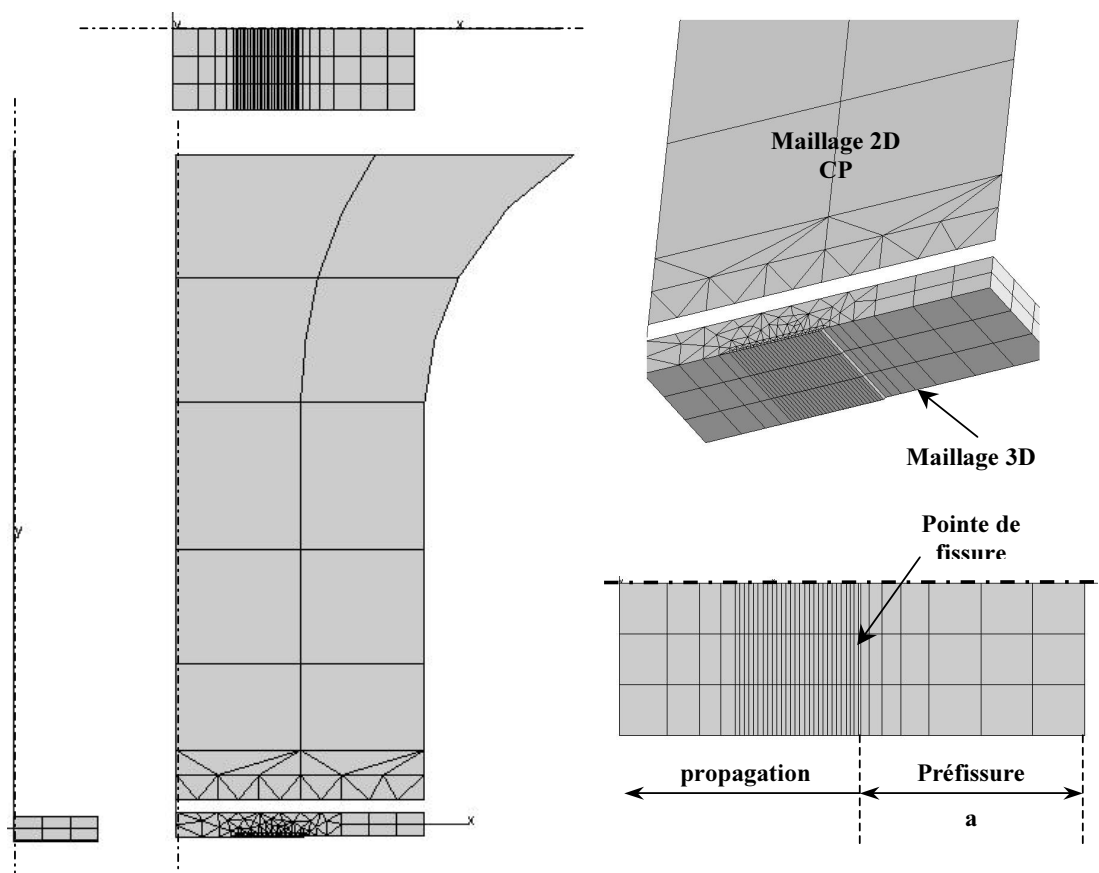 y
x
Maillage 2D
CP
Maillage 3D
y
Pointe de
fissure
propagation
Préfissure
a
x